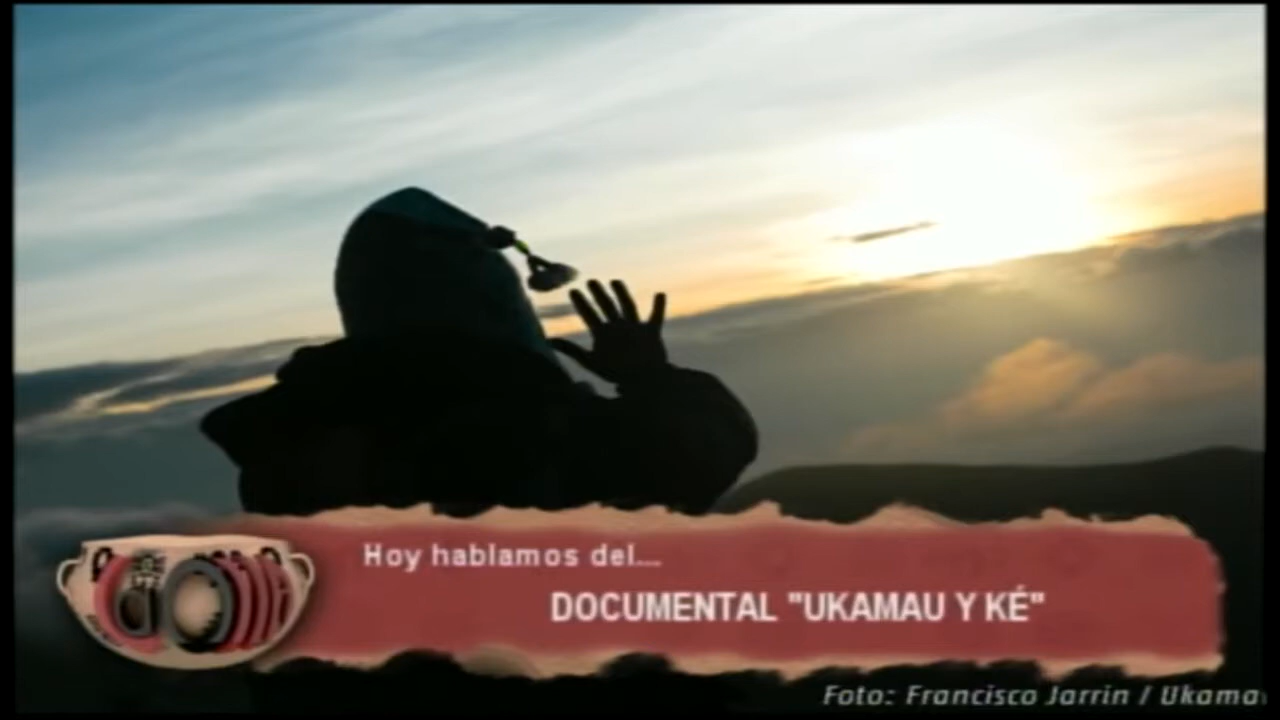 Hoy hablamos del...
DOCUMENTAL "UKAMAU Y KÉ"
Foto: Francisco Jarrin / Ukama